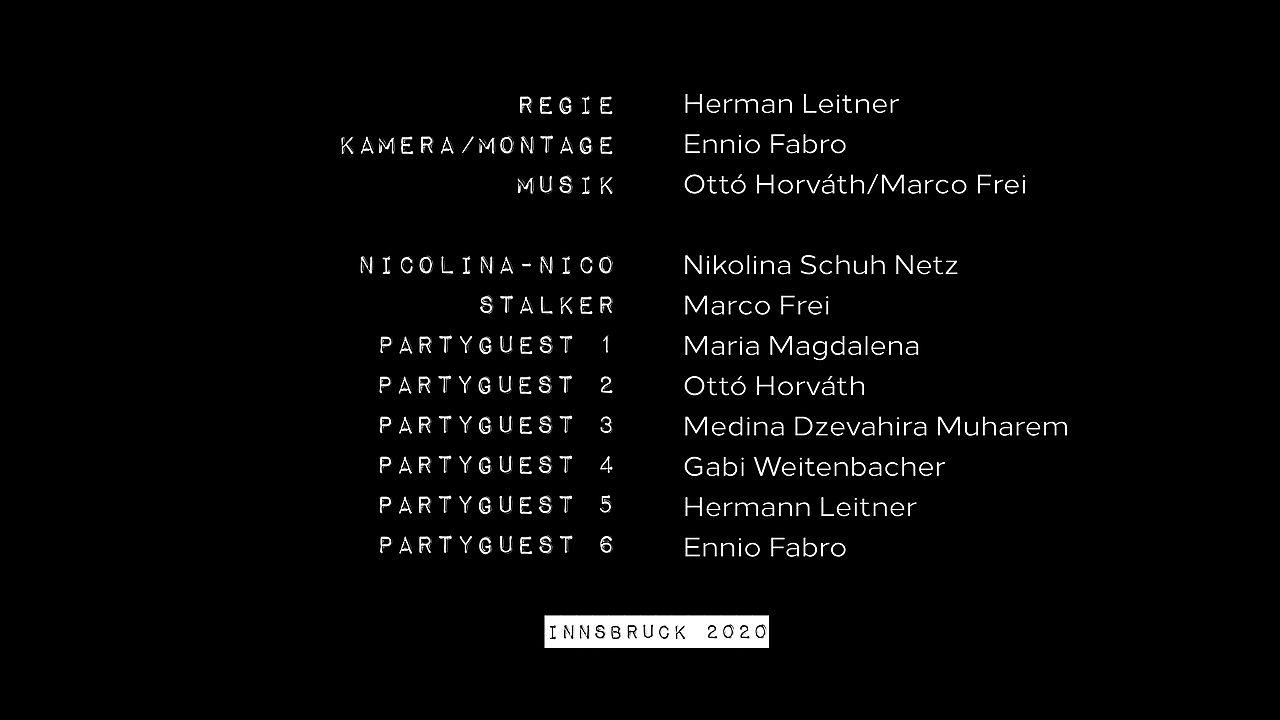 REGIE Herman Leitner
KAMERA/MONTAGE Ennio Fabro
MUSIK Ottó Horváth/Marco Frei
NICOLINA-NICO Nikolina Schuh Netz
STALKER Marco Frei
PARTYGUEST 1 Maria Magdalena
PARTYGUEST 2 Ottó Horváth
PARTYGUEST 3 Medina Dzevahira Muharem
PARTYGUEST 4 Gabi Weitenbacher
PARTYGUEST 5 Hermann Leitner
PARTYGUEST 6 Ennio Fabro
INNSBRUCK 2020